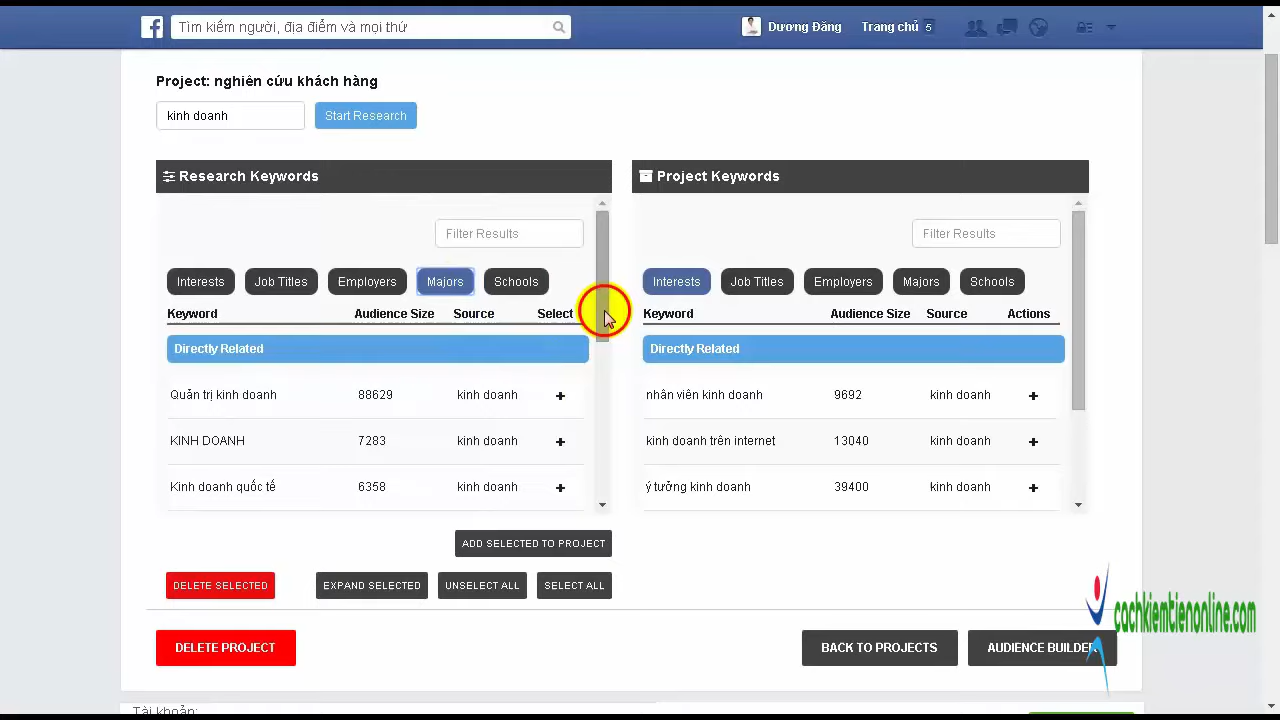 Tìm kiếm người, địa điểm và mọi thứ
Dương Đăng Trang chủ 5
Project: nghiên cứu khách hàng
kinh doanh Start Research
Research Keywords
Filter Results
Interests Job Titles Employers Majors Schools
Keyword Audience Size Source Select
Directly Related
Quản trị kinh doanh 88629 kinh doanh +
KINH DOANH 7283 kinh doanh +
Kinh doanh quốc tế 6358 kinh doanh +
ADD SELECTED TO PROJECT
DELETE SELECTED EXPAND SELECTED UNSELECT ALL SELECT ALL
Project Keywords
Filter Results
Interests Job Titles Employers Majors Schools
Keyword Audience Size Source Actions
Directly Related
nhân viên kinh doanh 9692 kinh doanh +
kinh doanh trên internet 13040 kinh doanh +
ý tưởng kinh doanh 39400 kinh doanh +
cachkiemtienonline.com
DELETE PROJECT BACK TO PROJECTS AUDIENCE BUILDER
Tài khoản: